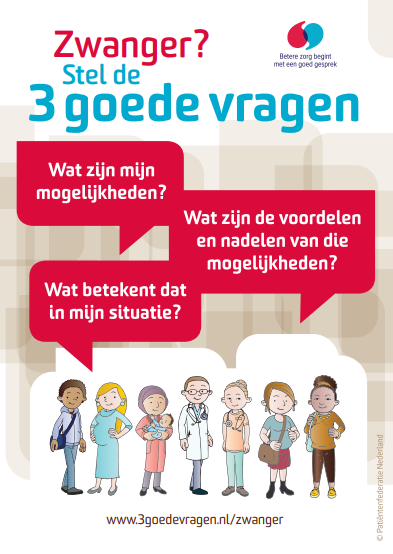 Zwanger?
Stel de
3 goede vragen
Betere zorg begint
met een goed gesprek
Wat zijn mijn
mogelijkheden?
Wat zijn de voordelen
en nadelen van die
mogelijkheden?
Wat betekent dat
in mijn situatie?
www.3goedevragen.nl/zwanger
© Patiëntenfederatie Nederland